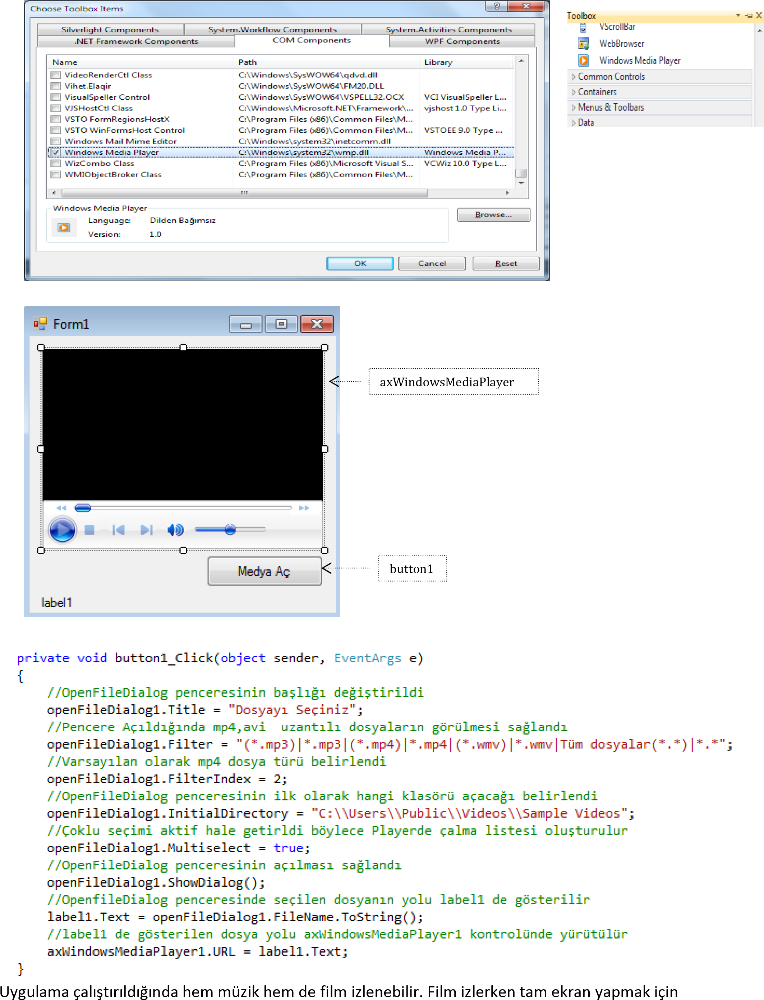 Choose Toolbox Items
Silverlight Components System.Workflow Components System.Activities Components
.NET Framework Components COM Components WPF Components
Name Path Library
VideoRenderCtl Class C:\Windows\SysWOW64\qdvd.dll
Vihet.Elaqir C:\Windows\SysWOW64\FM20.DLL
VisualSpeller Control C:\Windows\SysWOW64\VSPELL32.OCX VCI VisualSpeller L...
VJSHostCtl Class C:\Windows\Microsoft.NET\Framework\... vjshost 1.0 Type Li...
VSTO FormRegionsHostX C:\Program Files (x86)\Common Files\M...
VSTO WinFormsHost Control C:\Program Files (x86)\Common Files\M... VSTOEE 9.0 Type ...
Windows Mail Mime Editor C:\Windows\system32\inetcomm.dll
Windows Media Player C:\Windows\system32\wmp.dll Windows Media P...
WizCombo Class C:\Program Files (x86)\Microsoft Visual S... VCWiz 10.0 Type L...
WMIObjectBroker Class C:\Program Files (x86)\Common Files\M...
Windows Media Player
Language: Dilden Bağımsız
Version: 1.0
Browse...
OK Cancel Reset
Toolbox
VScrollBar
WebBrowser
Windows Media Player
Common Controls
Containers
Menus & Toolbars
Data
Form1
axWindowsMediaPlayer
Medya Aç
button1
label1
private void button1_Click(object sender, EventArgs e)
{
//OpenFileDialog penceresinin başlığı değiştirildi
openFileDialog1.Title = "Dosyayı Seçiniz";
//Pencere Açıldığında mp4,avi  uzantılı dosyaların görülmesi sağlandı
openFileDialog1.Filter = "(*.mp3)|*.mp3|(*.mp4)|*.mp4|(*.wmv)|*.wmv|Tüm dosyalar(*.*)|*.*";
//Varsayılan olarak mp4 dosya türü belirlendi
openFileDialog1.FilterIndex = 2;
//OpenFileDialog penceresinin ilk olarak hangi klasörü açacağı belirlendi
openFileDialog1.InitialDirectory = "C:\\Users\\Public\\Videos\\Sample Videos";
//Çoklu seçimi aktif hale getirldi böylece Playerde çalma listesi oluşturulur
openFileDialog1.Multiselect = true;
//OpenFileDialog penceresinin açılması sağlandı
openFileDialog1.ShowDialog();
//OpenfileDialog penceresinde seçilen dosyanın yolu label1 de gösterilir
label1.Text = openFileDialog1.FileName.ToString();
//label1 de gösterilen dosya yolu axWindowsMediaPlayer1 kontrolünde yürütülür
axWindowsMediaPlayer1.URL = label1.Text;
}
Uygulama çalıştırıldığında hem müzik hem de film izlenebilir. Film izlerken tam ekran yapmak için